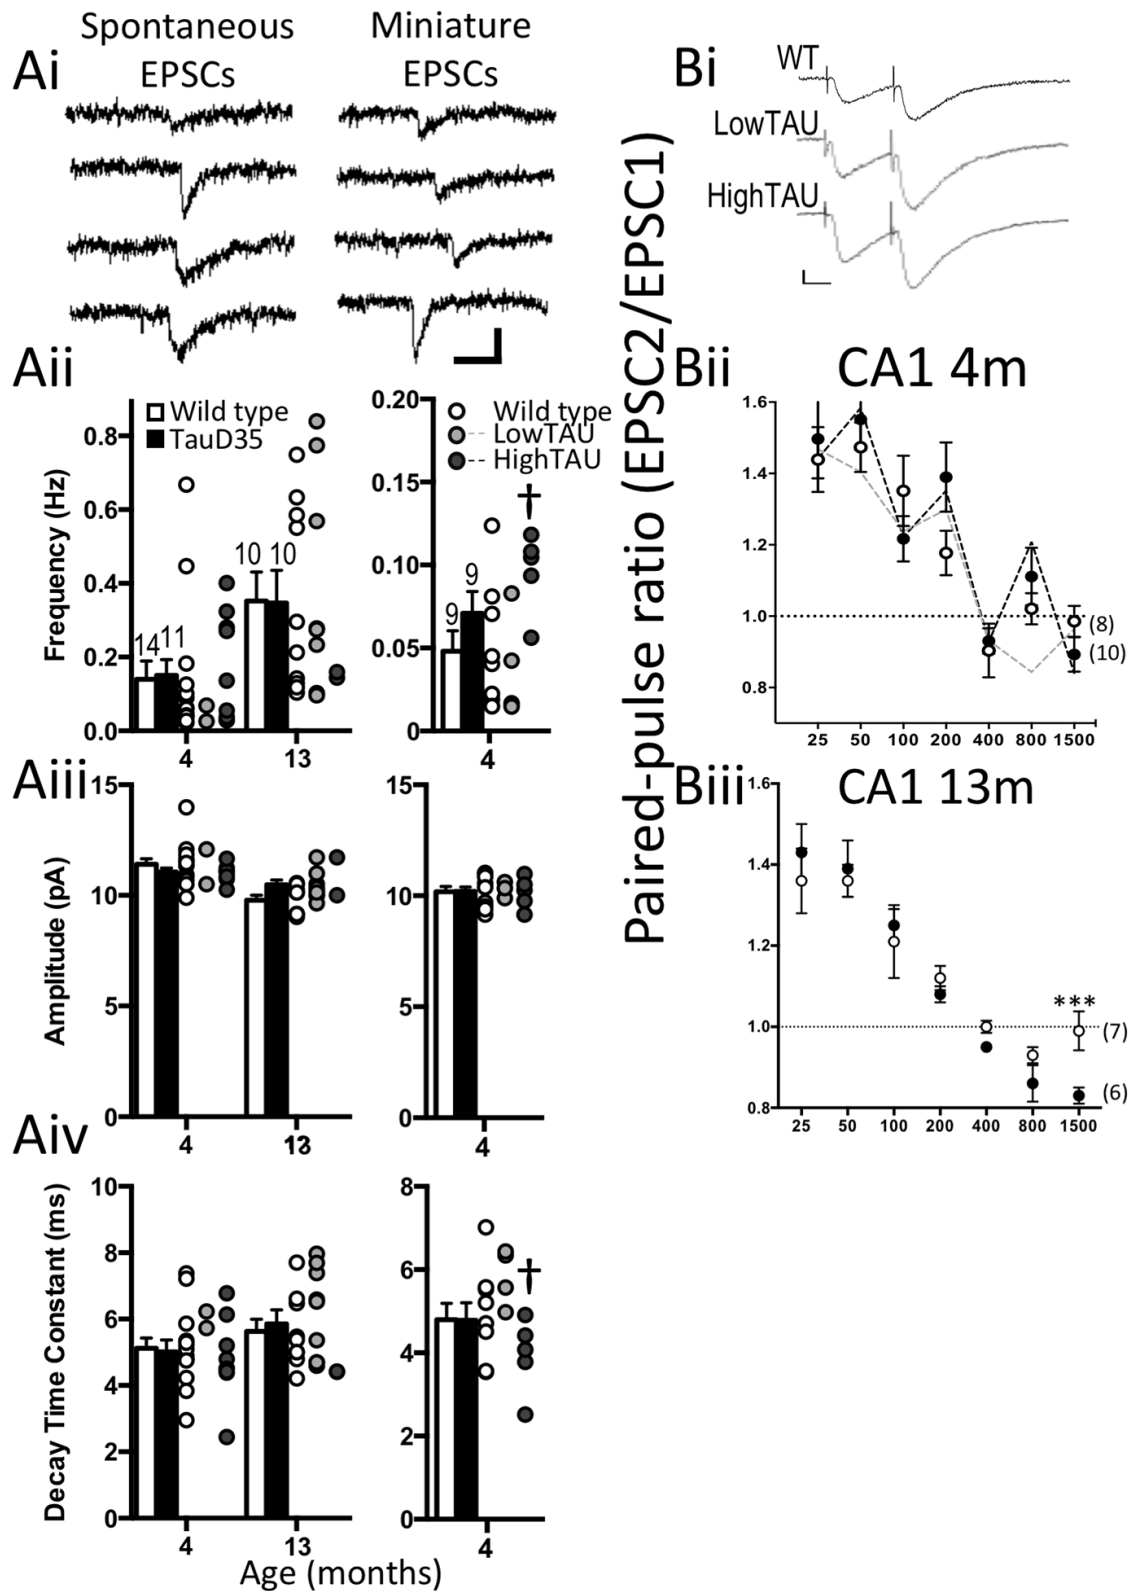 Spontaneous
EPSCs
Miniature
EPSCs
Ai
Aii
Frequency (Hz)
0.8
0.6
0.4
0.2
0.0
Wild type
TauD35
14
11
10
10
4
13
0.20
0.15
0.10
0.05
0
Wild type
LowTAU
HighTAU
†
9
9
4
Aiii
Amplitude (pA)
15
10
5
0
4
13
15
10
5
0
4
Aiv
Decay Time Constant (ms)
10
8
6
4
2
0
4
13
8
6
4
2
0
†
4
Age (months)
Paired-pulse ratio (EPSC2/EPSC1)
Bi
WT
LowTAU
HighTAU
Bii
CA1 4m
1.6
1.4
1.2
1.0
0.8
(8)
(10)
25 50 100 200 400 800 1500
Biii
CA1 13m
1.6
1.4
1.2
1.0
0.8
***
(7)
(6)
25 50 100 200 400 800 1500